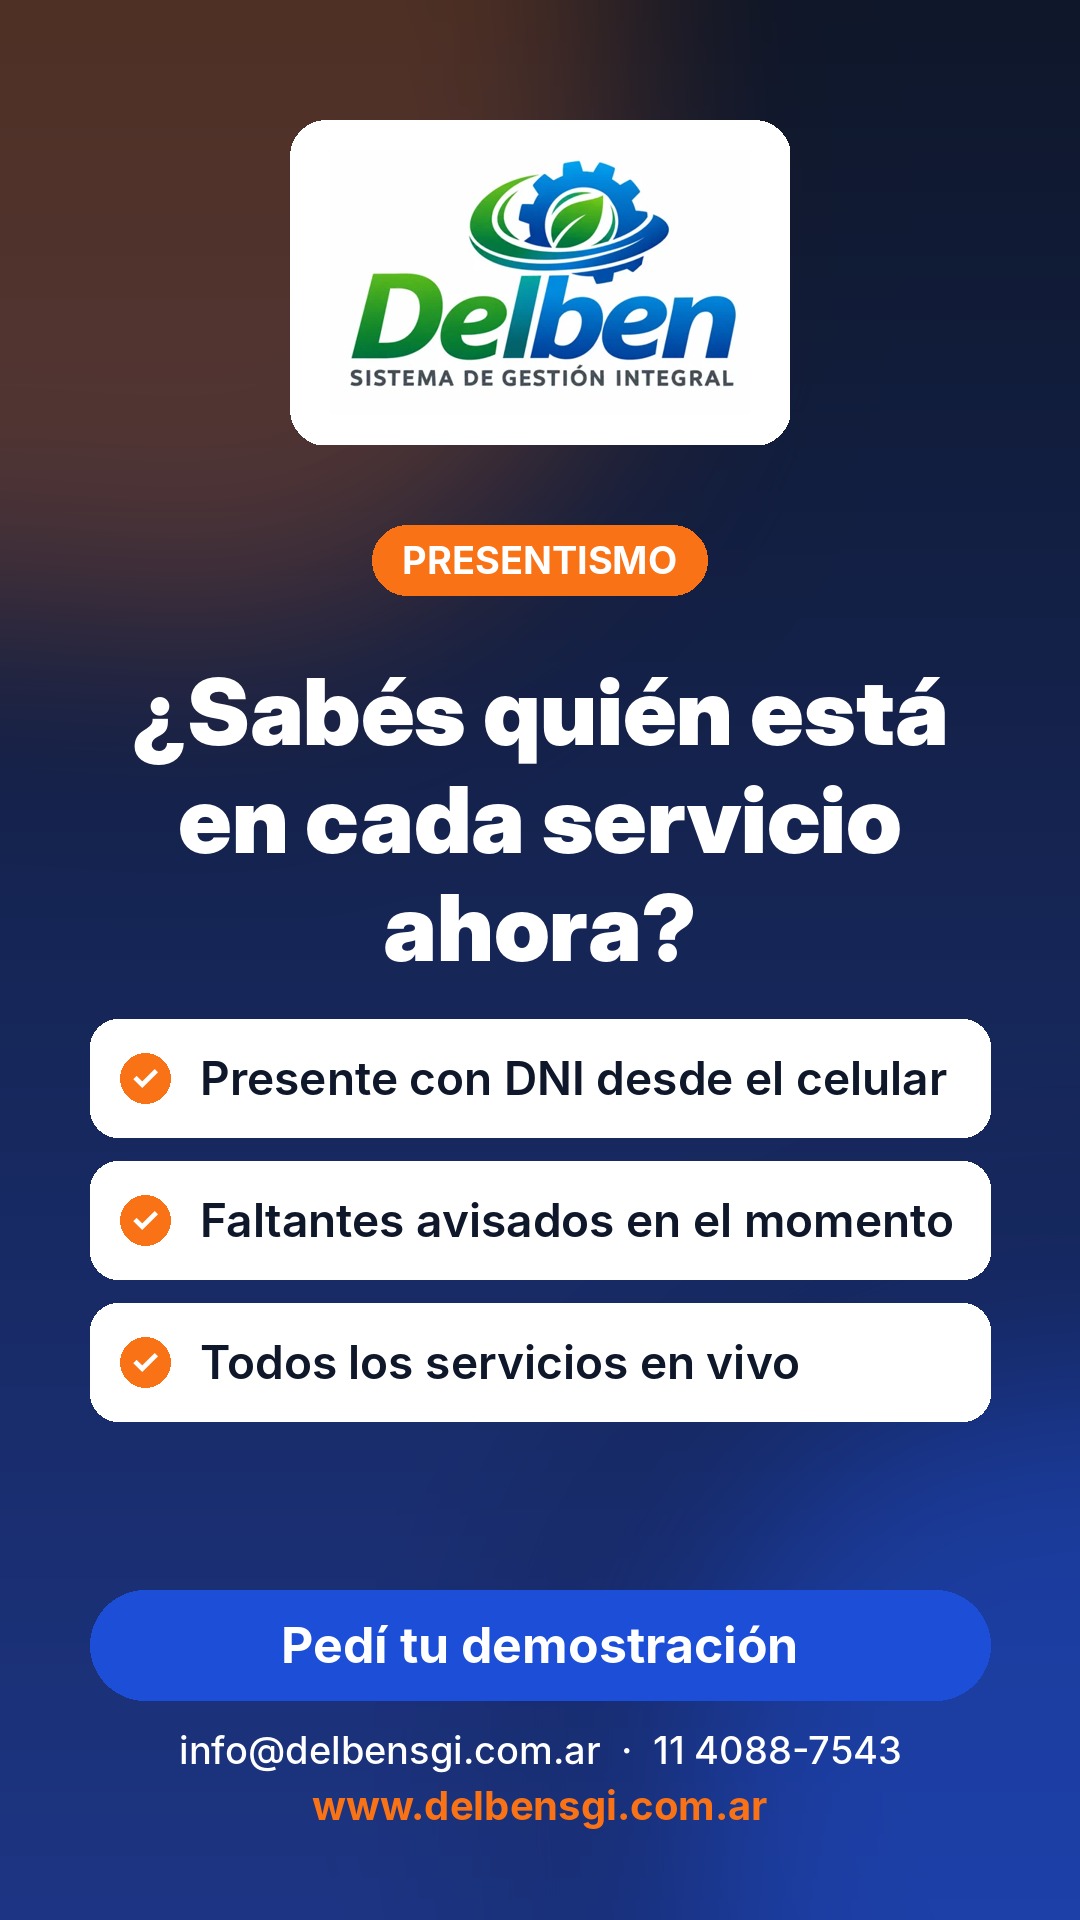 Delben
SISTEMA DE GESTIÓN INTEGRAL
PRESENTISMO
¿Sabés quién está
en cada servicio
ahora?
Presente con DNI desde el celular
Faltantes avisados en el momento
Todos los servicios en vivo
Pedí tu demostración
info@delbensgi.com.ar · 11 4088-7543
www.delbensgi.com.ar